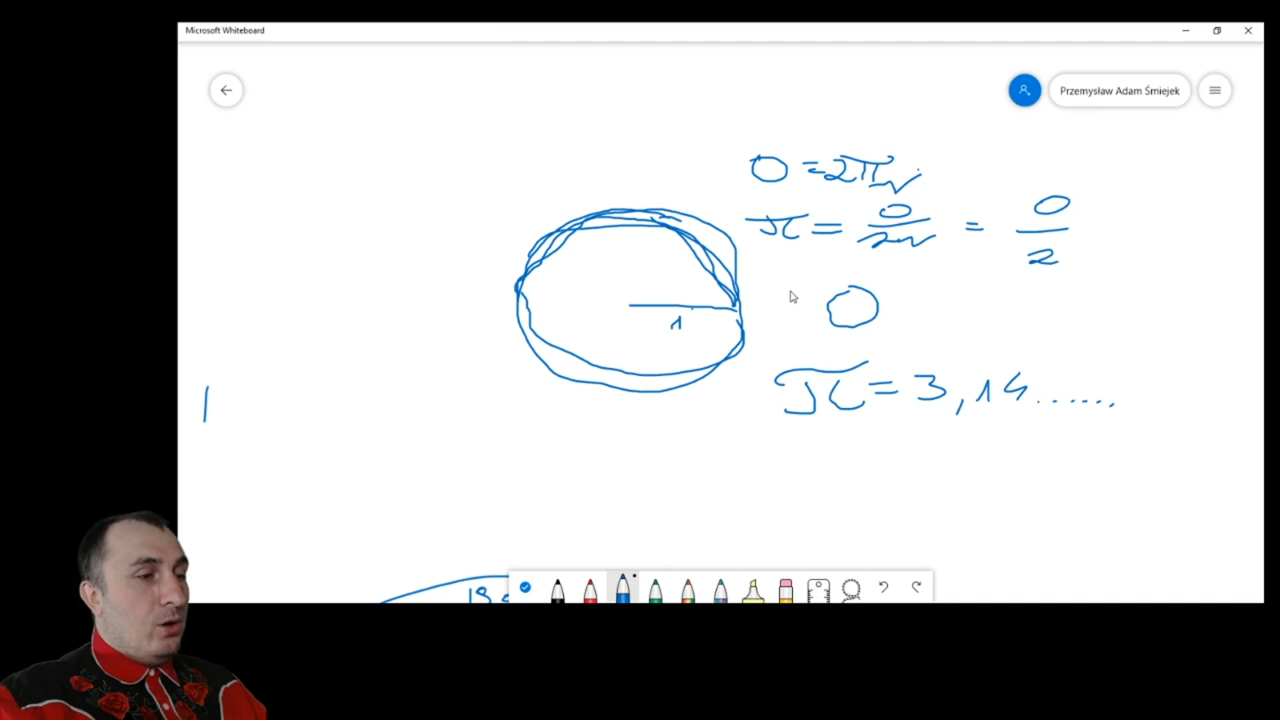 Microsoft Whiteboard
Przemysław Adam Śmiejek
O = 2πr
π = O/2r = O/2
1
O
π = 3,14......